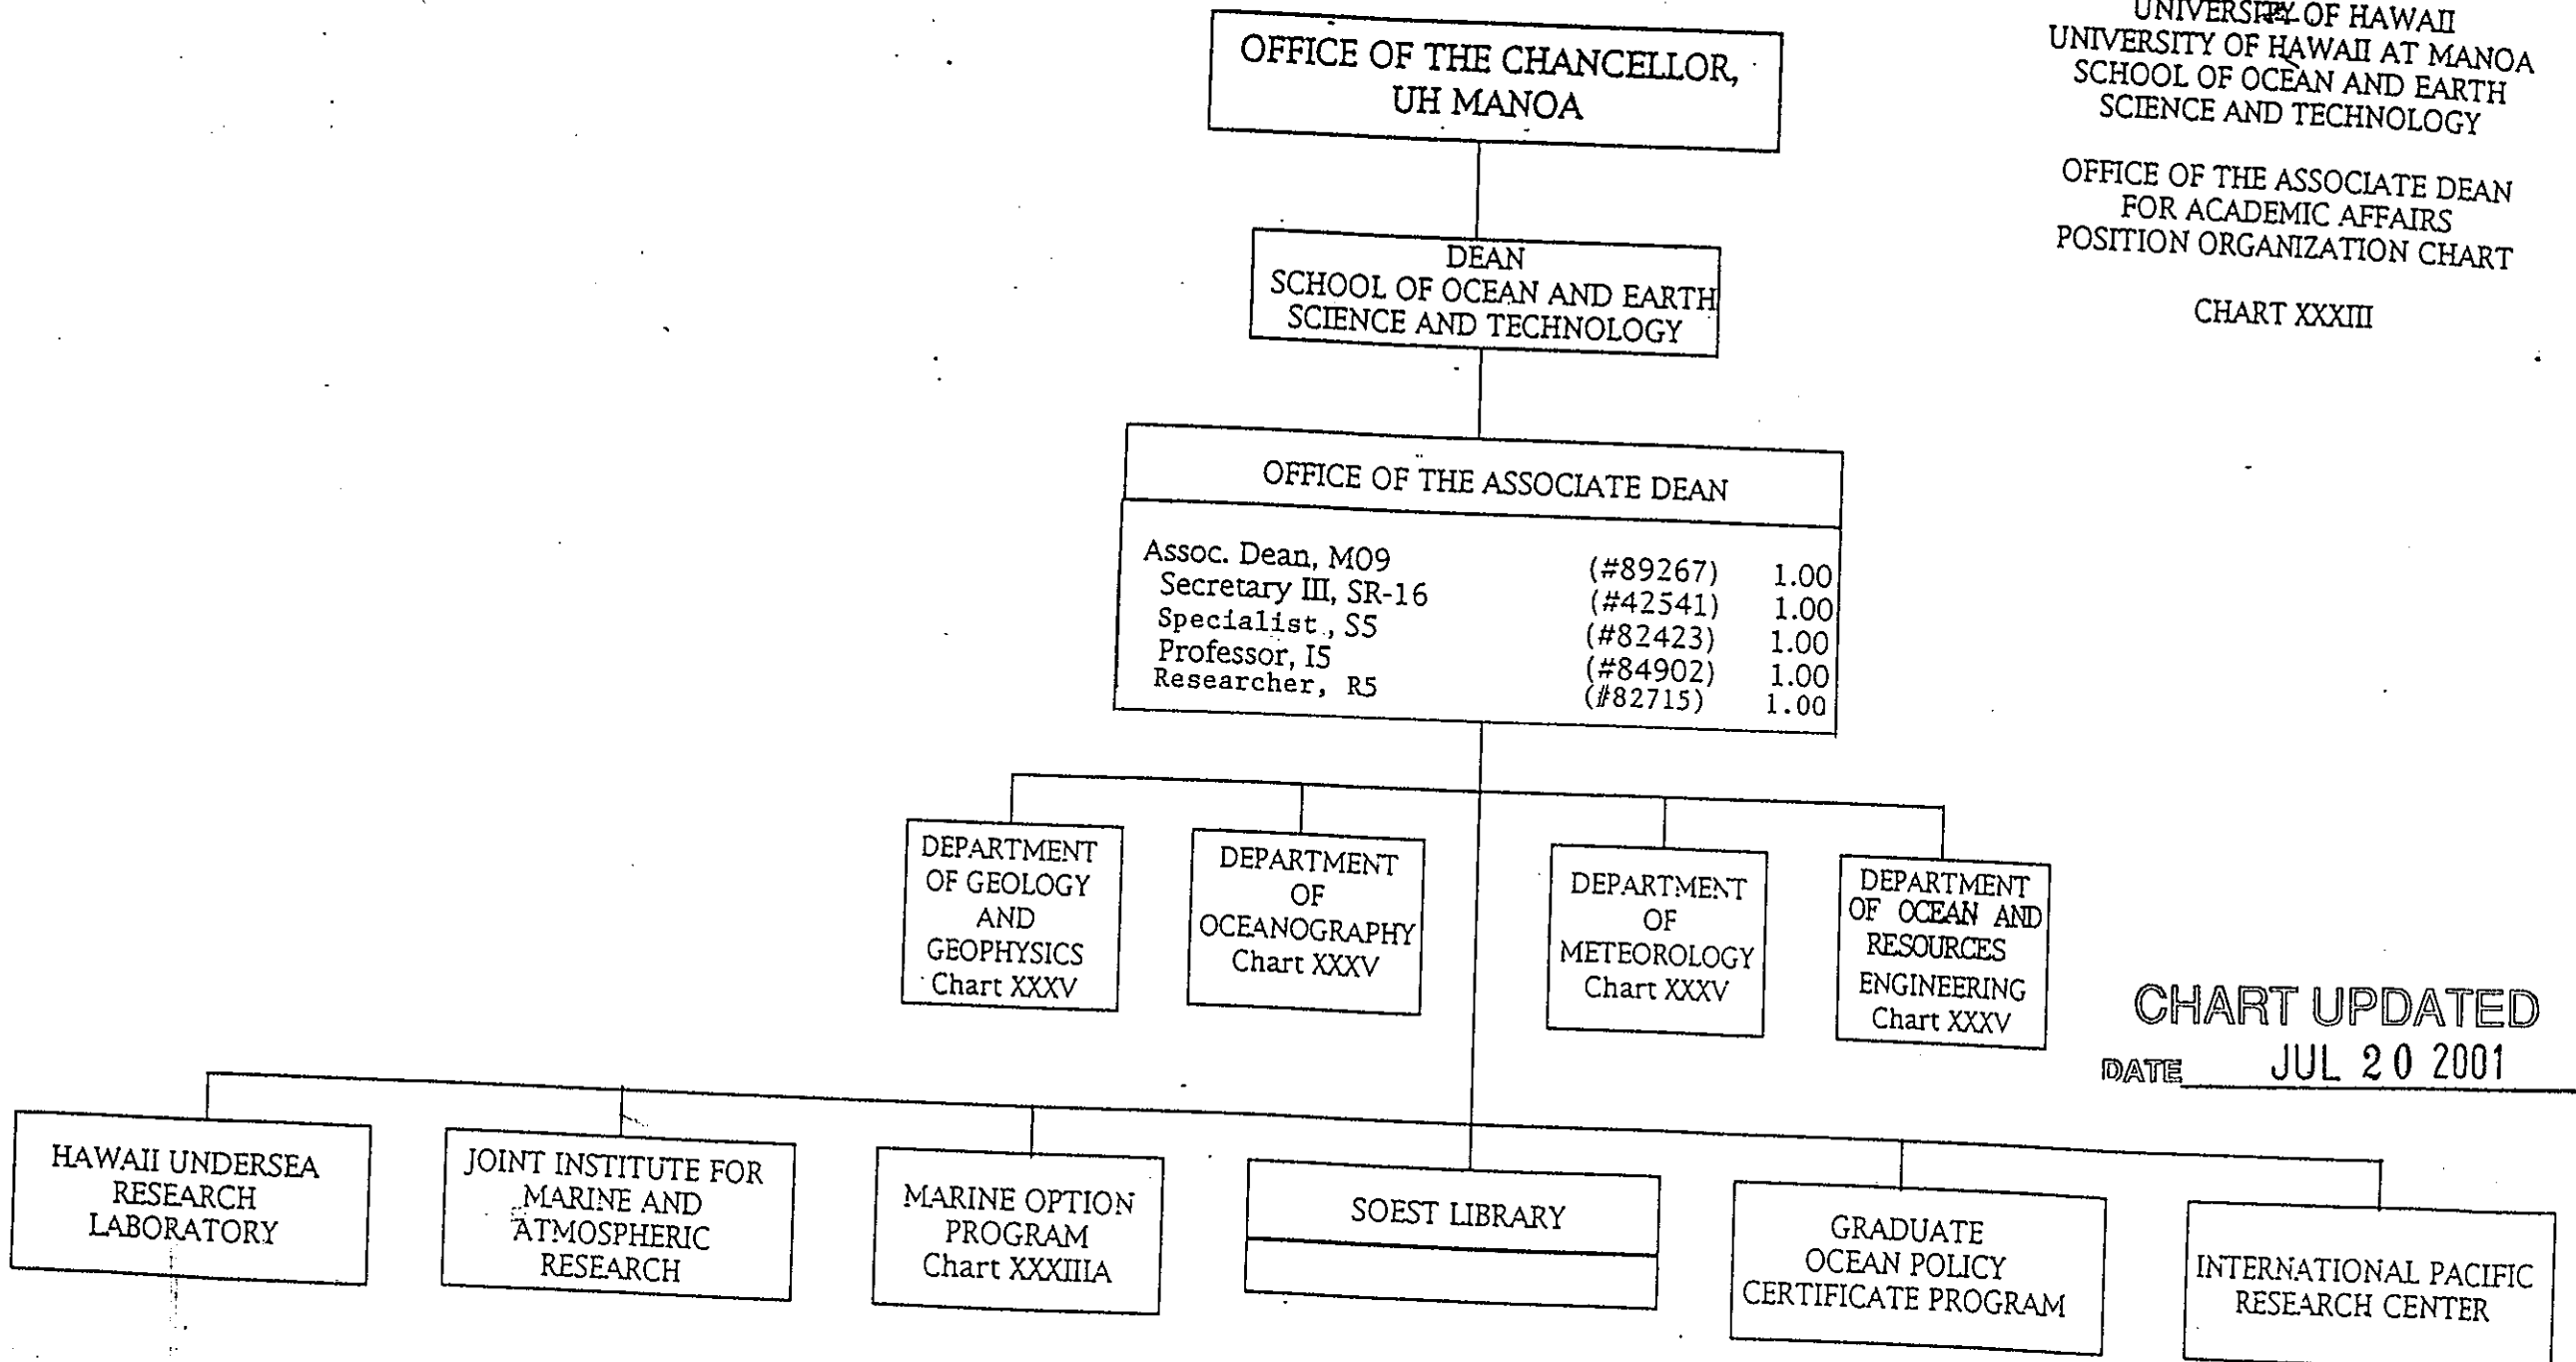 UNIVERSITY OF HAWAII
UNIVERSITY OF HAWAII AT MANOA
SCHOOL OF OCEAN AND EARTH
SCIENCE AND TECHNOLOGY
OFFICE OF THE ASSOCIATE DEAN
FOR ACADEMIC AFFAIRS
POSITION ORGANIZATION CHART
CHART XXXIII
OFFICE OF THE CHANCELLOR,
UH MANOA
DEAN
SCHOOL OF OCEAN AND EARTH
SCIENCE AND TECHNOLOGY
OFFICE OF THE ASSOCIATE DEAN
Assoc. Dean, M09 (#89267) 1.00
Secretary III, SR-16 (#42541) 1.00
Specialist, S5 (#82423) 1.00
Professor, I5 (#84902) 1.00
Researcher, R5 (#82715) 1.00
DEPARTMENT
OF GEOLOGY
AND
GEOPHYSICS
Chart XXXV
DEPARTMENT
OF
OCEANOGRAPHY
Chart XXXV
DEPARTMENT
OF
METEOROLOGY
Chart XXXV
DEPARTMENT
OF OCEAN AND
RESOURCES
ENGINEERING
Chart XXXV
CHART UPDATED
DATE JUL 20 2001
HAWAII UNDERSEA
RESEARCH
LABORATORY
JOINT INSTITUTE FOR
MARINE AND
ATMOSPHERIC
RESEARCH
MARINE OPTION
PROGRAM
Chart XXXIIIA
SOEST LIBRARY
GRADUATE
OCEAN POLICY
CERTIFICATE PROGRAM
INTERNATIONAL PACIFIC
RESEARCH CENTER